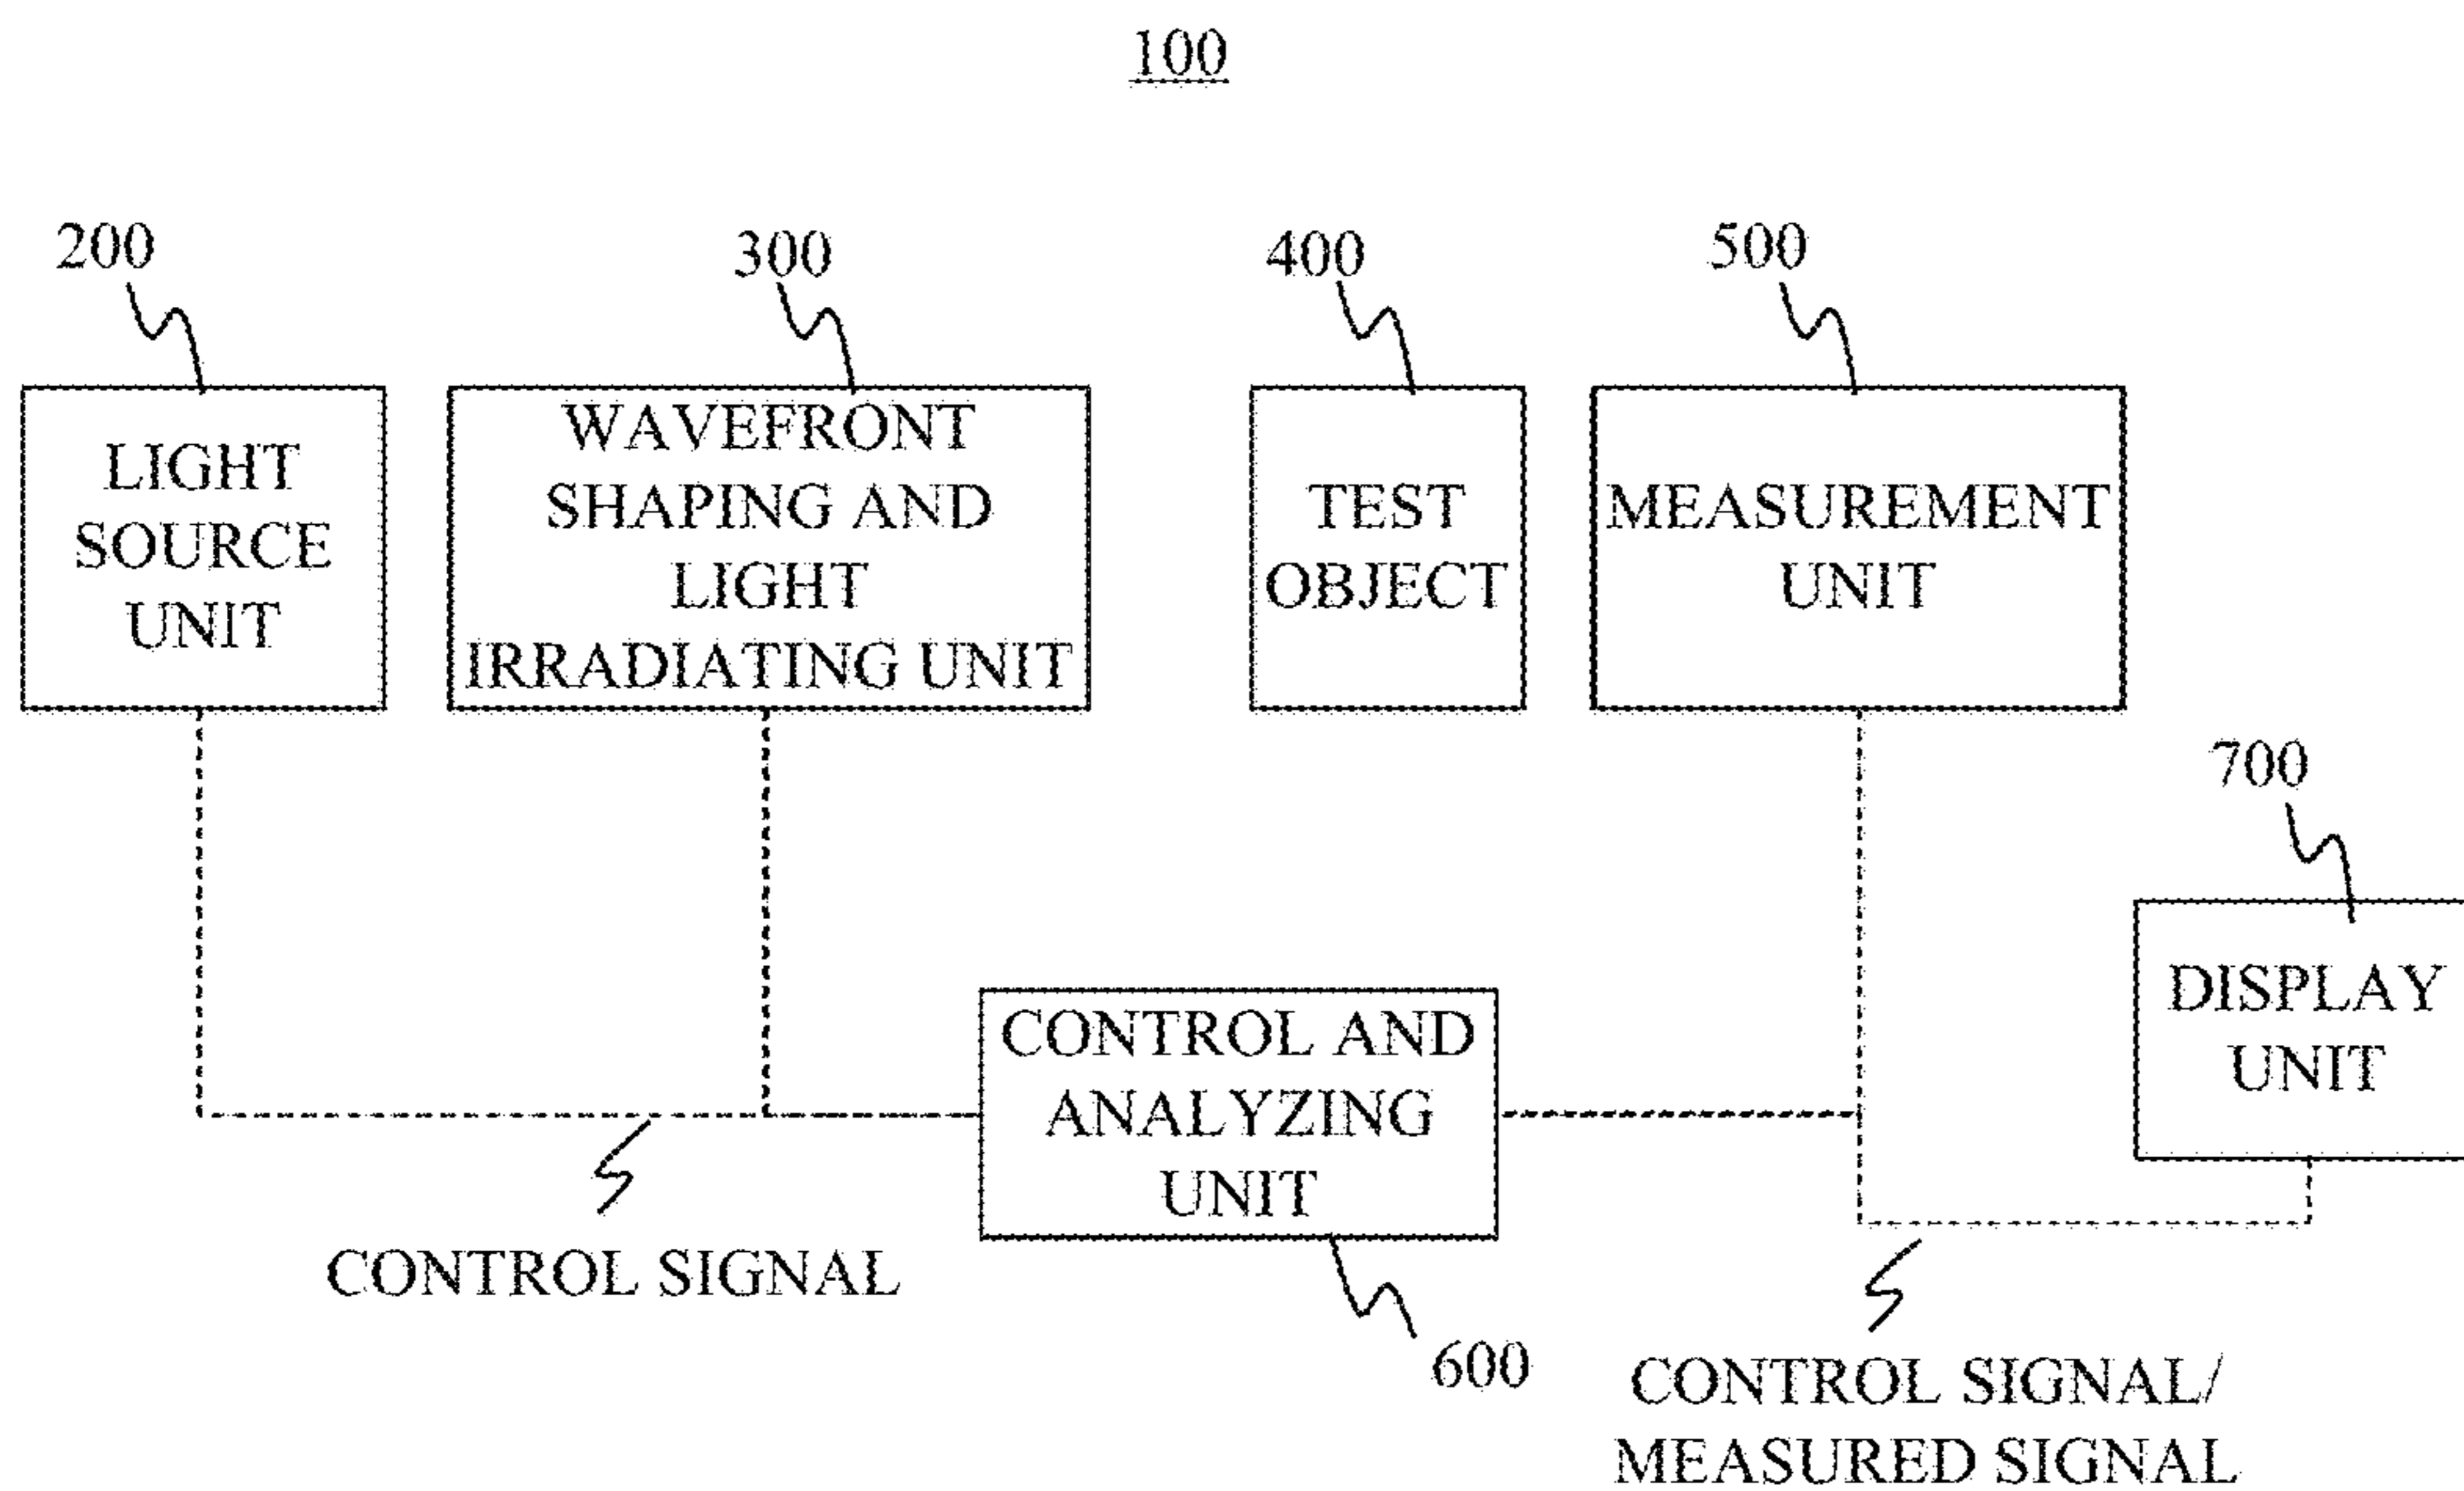 100
200
300
400
500
LIGHT
SOURCE
UNIT
WAVEFRONT
SHAPING AND
LIGHT
IRRADIATING UNIT
TEST
OBJECT
MEASUREMENT
UNIT
700
DISPLAY
UNIT
CONTROL AND
ANALYZING
UNIT
CONTROL SIGNAL
600
CONTROL SIGNAL/
MEASURED SIGNAL